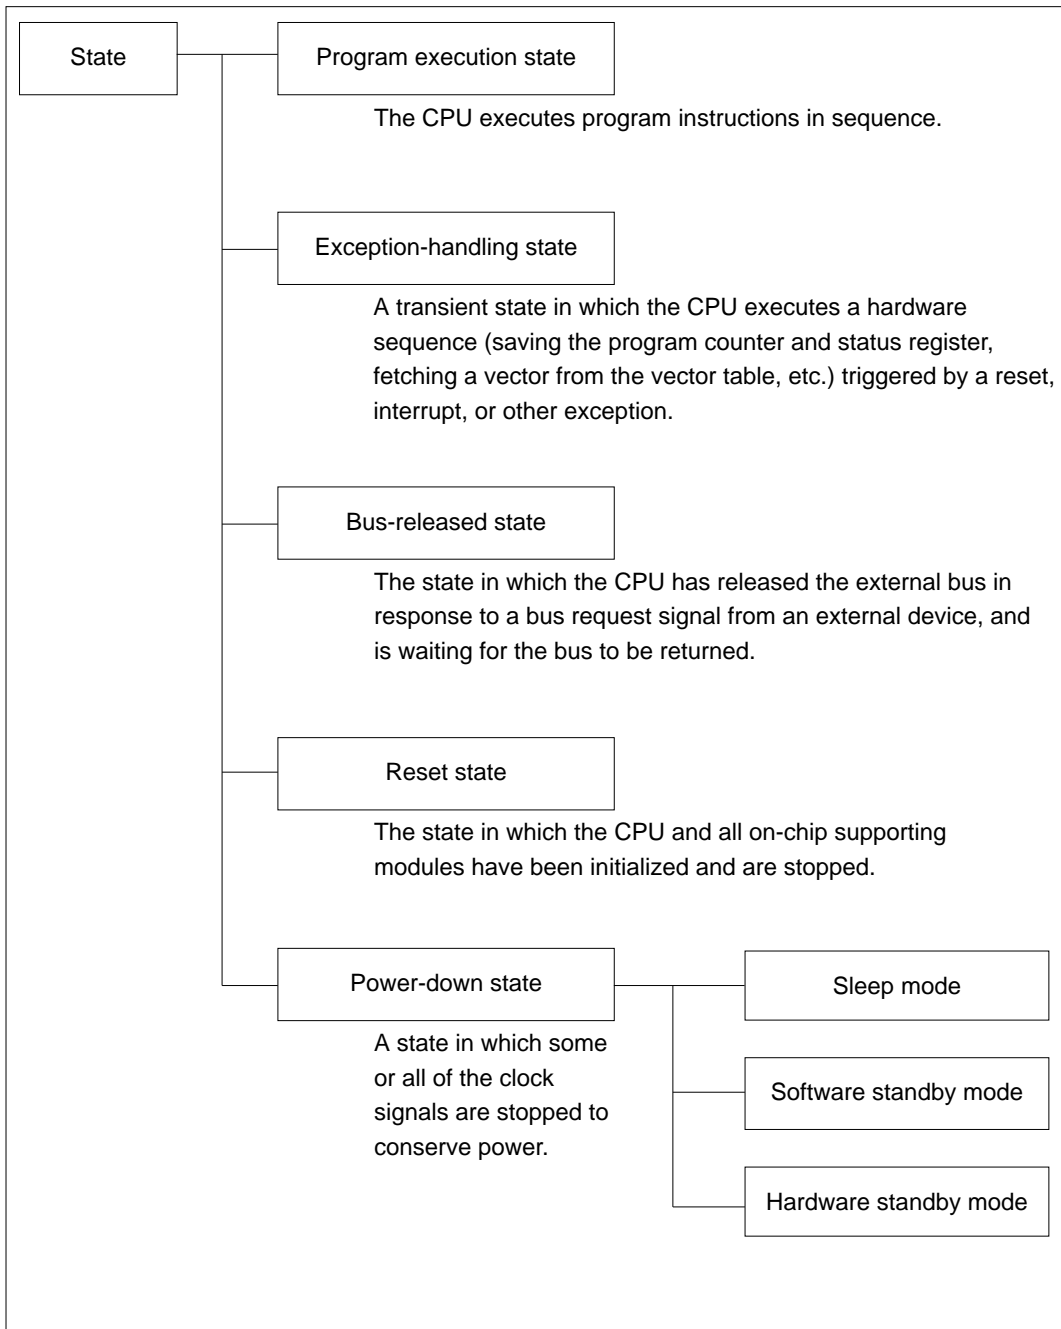 State
Program execution state
The CPU executes program instructions in sequence.
Exception-handling state
A transient state in which the CPU executes a hardware
sequence (saving the program counter and status register,
fetching a vector from the vector table, etc.) triggered by a reset,
interrupt, or other exception.
Bus-released state
The state in which the CPU has released the external bus in
response to a bus request signal from an external device, and
is waiting for the bus to be returned.
Reset state
The state in which the CPU and all on-chip supporting
modules have been initialized and are stopped.
Power-down state
A state in which some
or all of the clock
signals are stopped to
conserve power.
Sleep mode
Software standby mode
Hardware standby mode